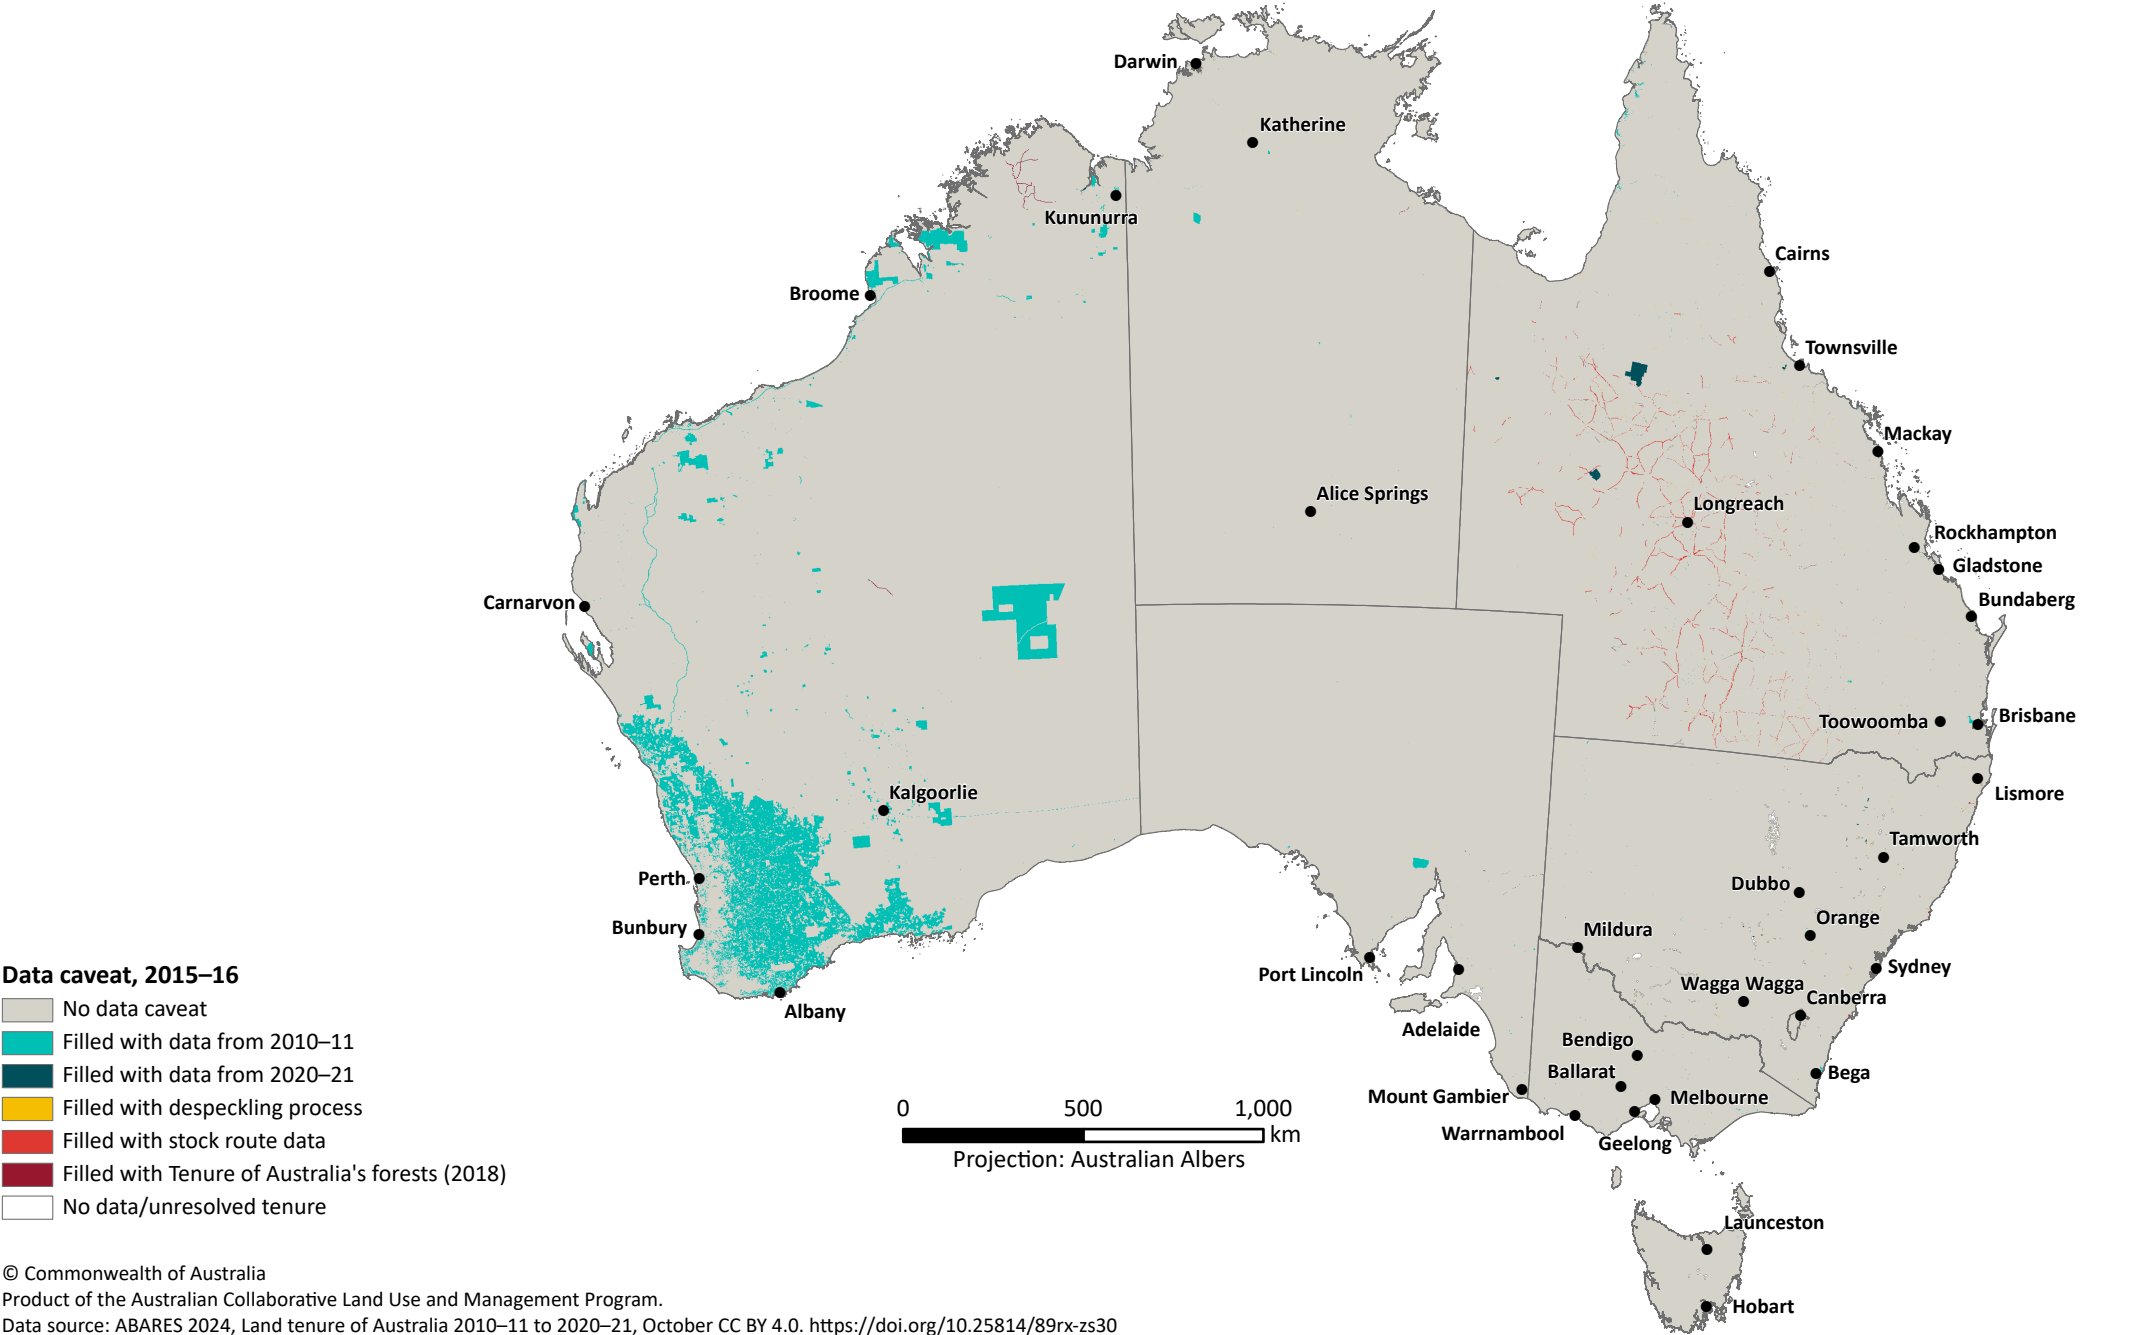 Darwin
Katherine
Kununurra
Cairns
Broome
Townsville
Mackay
Alice Springs
Longreach
Rockhampton
Gladstone
Carnarvon
Bundaberg
Toowoomba
Brisbane
Kalgoorlie
Lismore
Tamworth
Perth
Dubbo
Orange
Bunbury
Mildura
Sydney
Port Lincoln
Wagga Wagga
Canberra
Albany
Adelaide
Bendigo
Ballarat
Bega
Mount Gambier
Melbourne
Warrnambool
Geelong
Launceston
Hobart
Data caveat, 2015–16
No data caveat
Filled with data from 2010–11
Filled with data from 2020–21
Filled with despeckling process
Filled with stock route data
Filled with Tenure of Australia's forests (2018)
No data/unresolved tenure
0 500 1,000
km
Projection: Australian Albers
© Commonwealth of Australia
Product of the Australian Collaborative Land Use and Management Program.
Data source: ABARES 2024, Land tenure of Australia 2010–11 to 2020–21, October CC BY 4.0. https://doi.org/10.25814/89rx-zs30